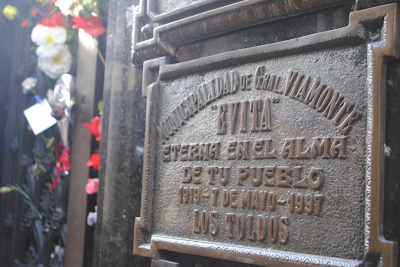 MUNICIPALIDAD DE GRAL. VIAMONTE
"EVITA"
ETERNA EN EL ALMA
DE TU PUEBLO
1919 - 7 DE MAYO - 1997
LOS TOLDOS